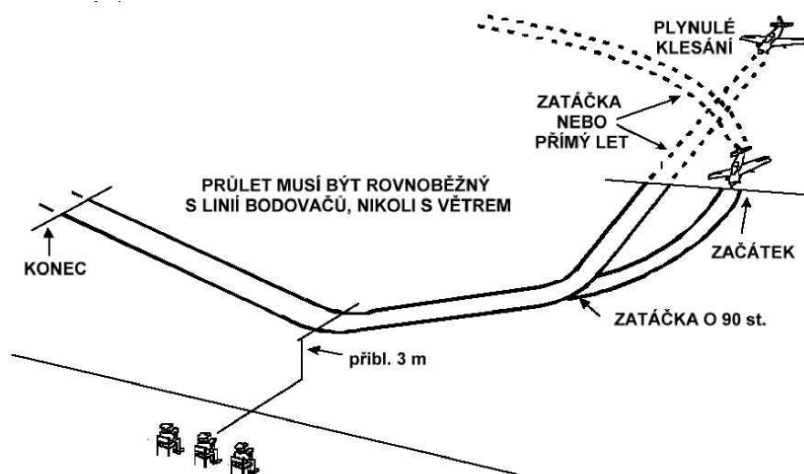 PLYNULÉ
KLESÁNÍ
ZATÁČKA
NEBO
PŘÍMÝ LET
PRŮLET MUSÍ BÝT ROVNOBĚŽNÝ
S LINIÍ BODOVAČŮ, NIKOLI S VĚTREM
ZAČÁTEK
KONEC
ZATÁČKA O 90 st.
přibl. 3 m